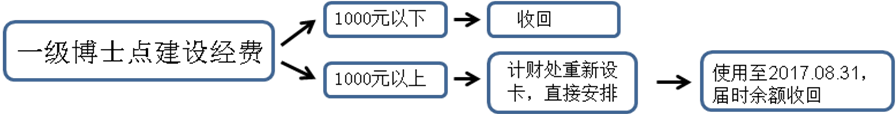 一级博士点建设经费
1000元以下
收回
1000元以上
计财处重新设
卡，直接安排
使用至2017.08.31，
届时余额收回